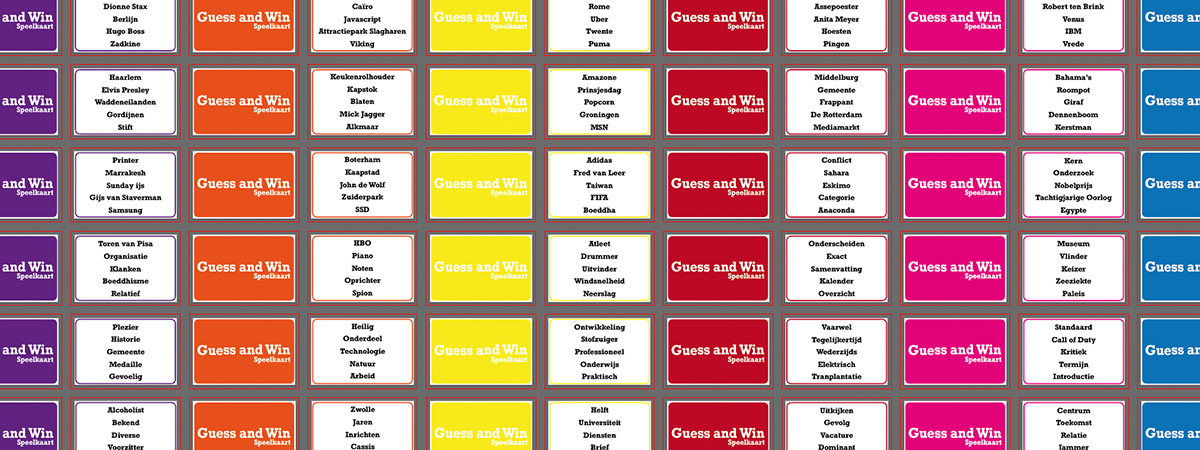 Dionne Stax
Berlijn
Hugo Boss
Zadkine
Guess and Win
Speelkaart
Caïro
Javascript
Attractiepark Slagharen
Viking
Guess and Win
Speelkaart
Rome
Uber
Twente
Puma
Guess and Win
Speelkaart
Assepoester
Anita Meyer
Hoesten
Pingen
Guess and Win
Speelkaart
Robert ten Brink
Venus
IBM
Vrede
Guess an
and Win
Speelkaart
Haarlem
Elvis Presley
Waddeneilanden
Gordijnen
Stift
Guess and Win
Speelkaart
Keukenrolhouder
Kapstok
Blaten
Mick Jagger
Alkmaar
Guess and Win
Speelkaart
Amazone
Prinsjesdag
Popcorn
Groningen
MSN
Guess and Win
Speelkaart
Middelburg
Gemeente
Frappant
De Rotterdam
Mediamarkt
Guess and Win
Speelkaart
Bahama's
Roompot
Giraf
Dennenboom
Kerstman
Guess an
and Win
Speelkaart
Printer
Marrakesh
Sunday ijs
Gijs van Staverman
Samsung
Guess and Win
Speelkaart
Boterham
Kaapstad
John de Wolf
Zuiderpark
SSD
Guess and Win
Speelkaart
Adidas
Fred van Leer
Taiwan
FIFA
Boeddha
Guess and Win
Speelkaart
Conflict
Sahara
Eskimo
Categorie
Anaconda
Guess and Win
Speelkaart
Kern
Onderzoek
Nobelprijs
Tachtigjarige Oorlog
Egypte
Guess an
and Win
Speelkaart
Toren van Pisa
Organisatie
Klanken
Boeddhisme
Relatief
Guess and Win
Speelkaart
HBO
Piano
Noten
Oprichter
Spion
Guess and Win
Speelkaart
Atleet
Drummer
Uitvinder
Windsnelheid
Neerslag
Guess and Win
Speelkaart
Onderscheiden
Exact
Samenvatting
Kalender
Overzicht
Guess and Win
Speelkaart
Museum
Vlinder
Keizer
Zeeziekte
Paleis
Guess an
and Win
Speelkaart
Plezier
Historie
Gemeente
Medaille
Gevoelig
Guess and Win
Speelkaart
Heilig
Onderdeel
Technologie
Natuur
Arbeid
Guess and Win
Speelkaart
Ontwikkeling
Stofzuiger
Professioneel
Onderwijs
Praktisch
Guess and Win
Speelkaart
Vaarwel
Tegelijkertijd
Wederzijds
Elektrisch
Tranplantatie
Guess and Win
Speelkaart
Standaard
Call of Duty
Kritiek
Termijn
Introductie
Guess an
and Win
Speelkaart
Alcoholist
Bekend
Diverse
Voorzitter
Guess and Win
Speelkaart
Zwolle
Jaren
Inrichten
Cassis
Guess and Win
Speelkaart
Helft
Universiteit
Diensten
Brief
Guess and Win
Speelkaart
Uitkijken
Gevolg
Vacature
Dominant
Guess and Win
Speelkaart
Centrum
Toekomst
Relatie
Jammer
Guess an
and Win
Speelkaart